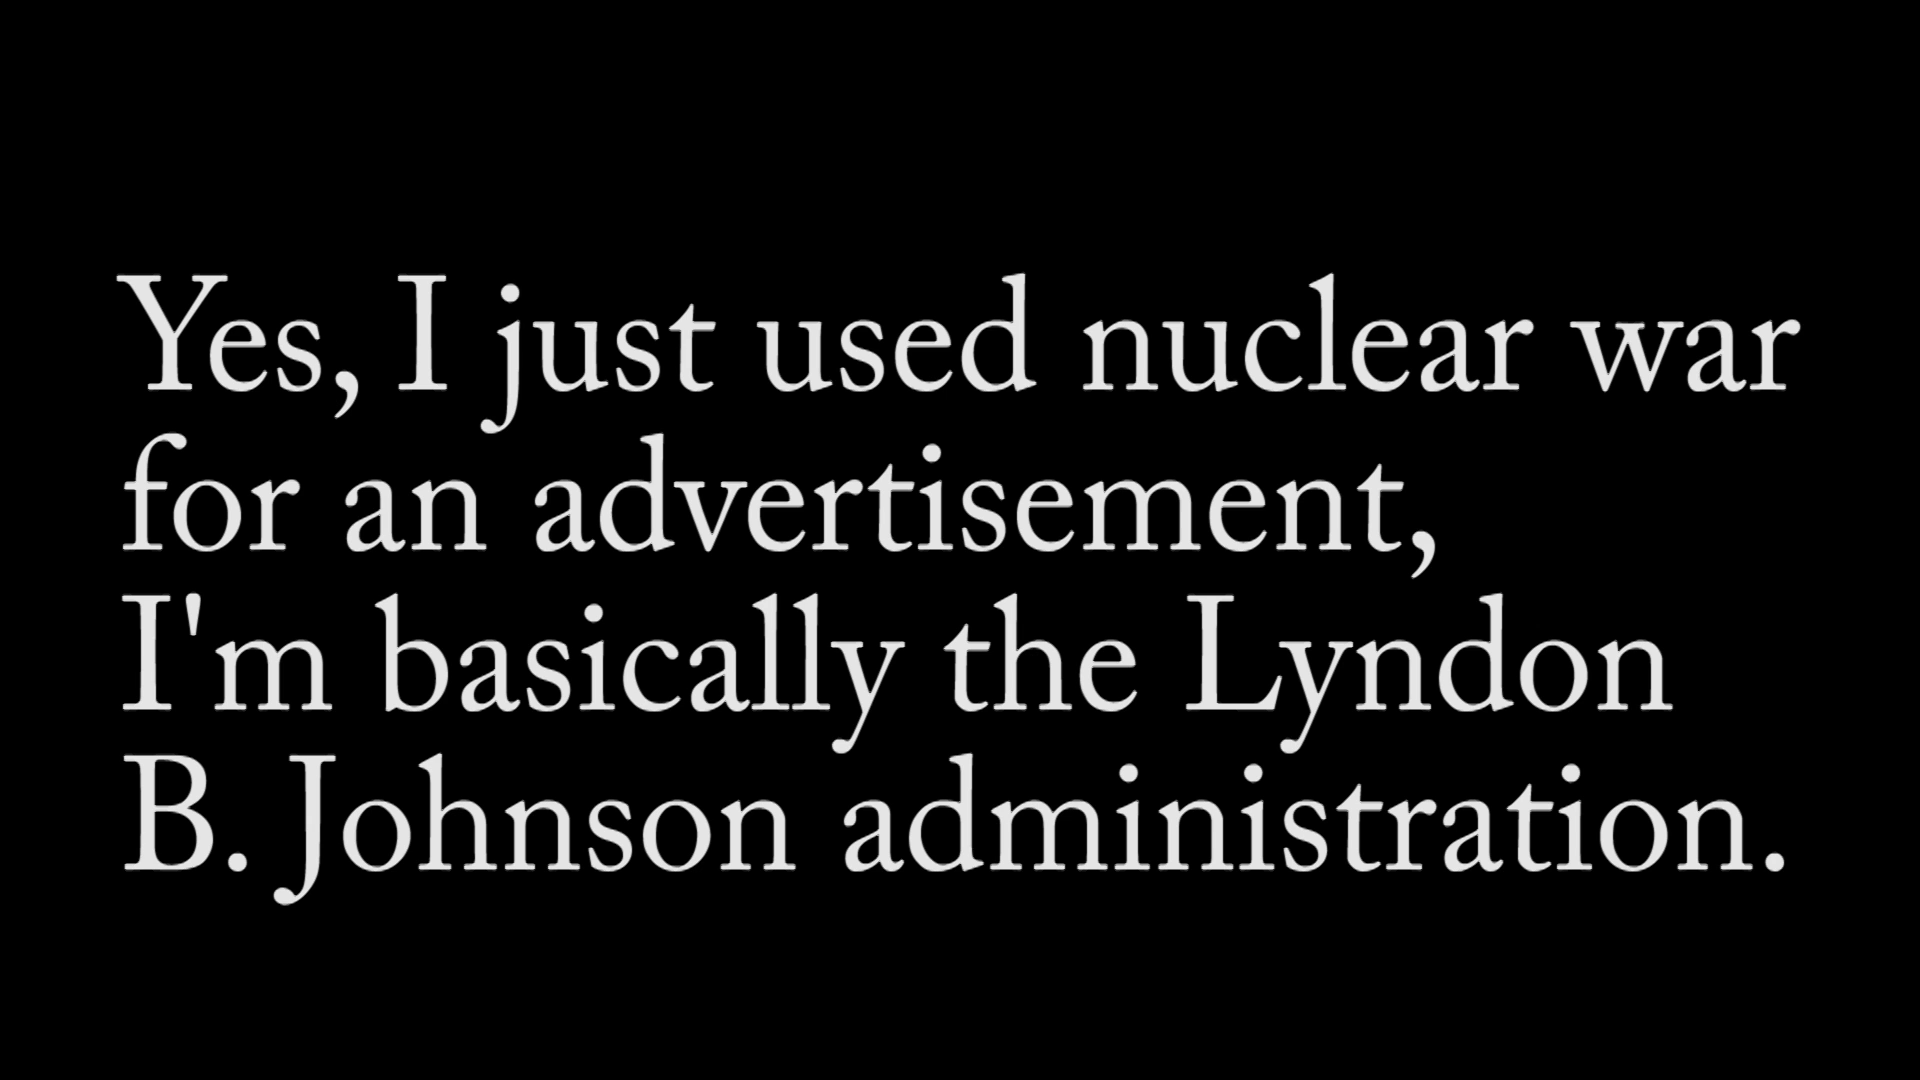 Yes, I just used nuclear war
for an advertisement,
I'm basically the Lyndon
B. Johnson administration.